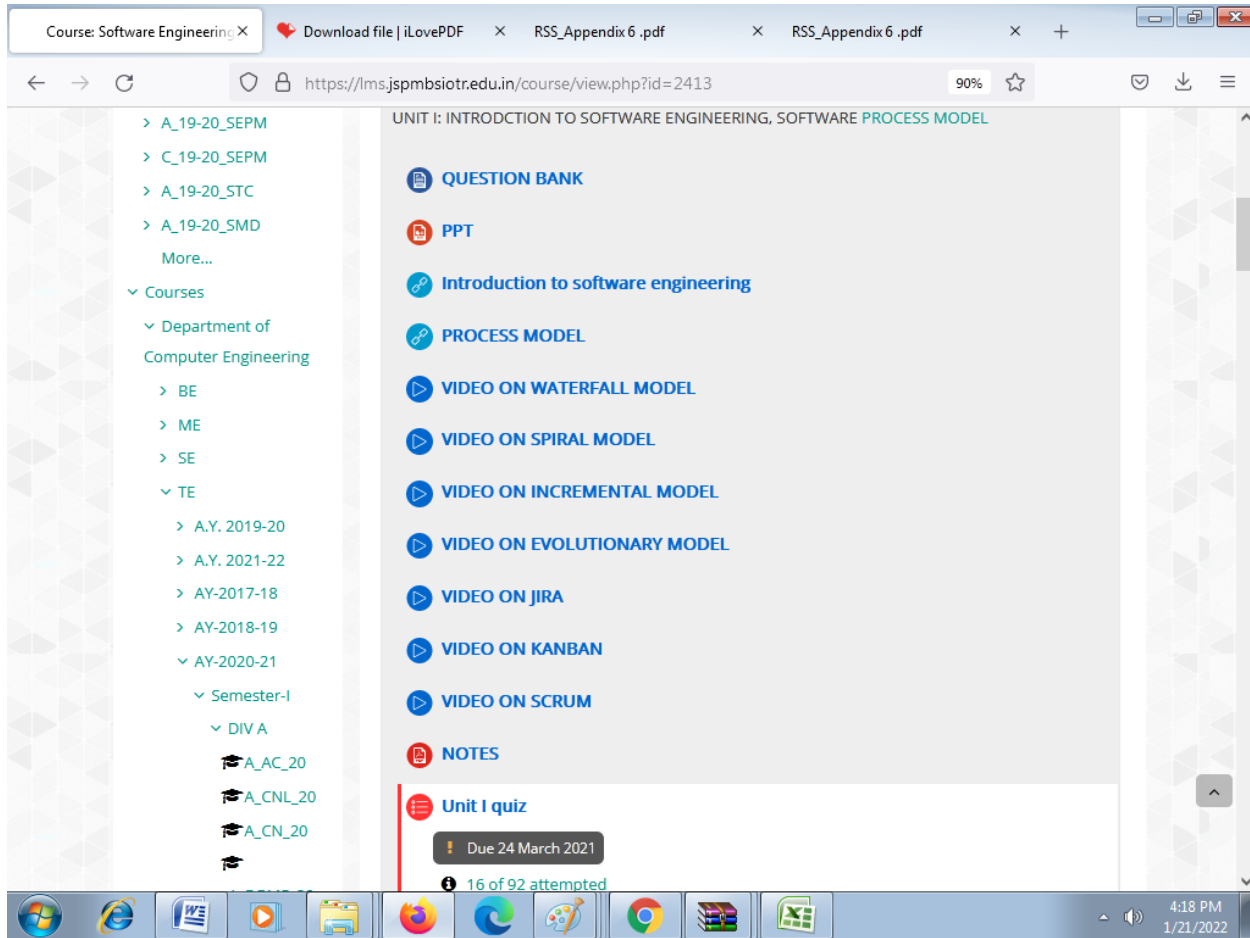 Course: Software Engineering
Download file | iLovePDF
RSS_Appendix 6 .pdf
RSS_Appendix 6 .pdf
https://lms.jspmbsiotr.edu.in/course/view.php?id=2413
90%
A_19-20_SEPM
C_19-20_SEPM
A_19-20_STC
A_19-20_SMD
More...
Courses
Department of
Computer Engineering
BE
ME
SE
TE
A.Y. 2019-20
A.Y. 2021-22
AY-2017-18
AY-2018-19
AY-2020-21
Semester-I
DIV A
A_AC_20
A_CNL_20
A_CN_20
UNIT I: INTRODCTION TO SOFTWARE ENGINEERING, SOFTWARE PROCESS MODEL
QUESTION BANK
PPT
Introduction to software engineering
PROCESS MODEL
VIDEO ON WATERFALL MODEL
VIDEO ON SPIRAL MODEL
VIDEO ON INCREMENTAL MODEL
VIDEO ON EVOLUTIONARY MODEL
VIDEO ON JIRA
VIDEO ON KANBAN
VIDEO ON SCRUM
NOTES
Unit I quiz
Due 24 March 2021
16 of 92 attempted
4:18 PM
1/21/2022